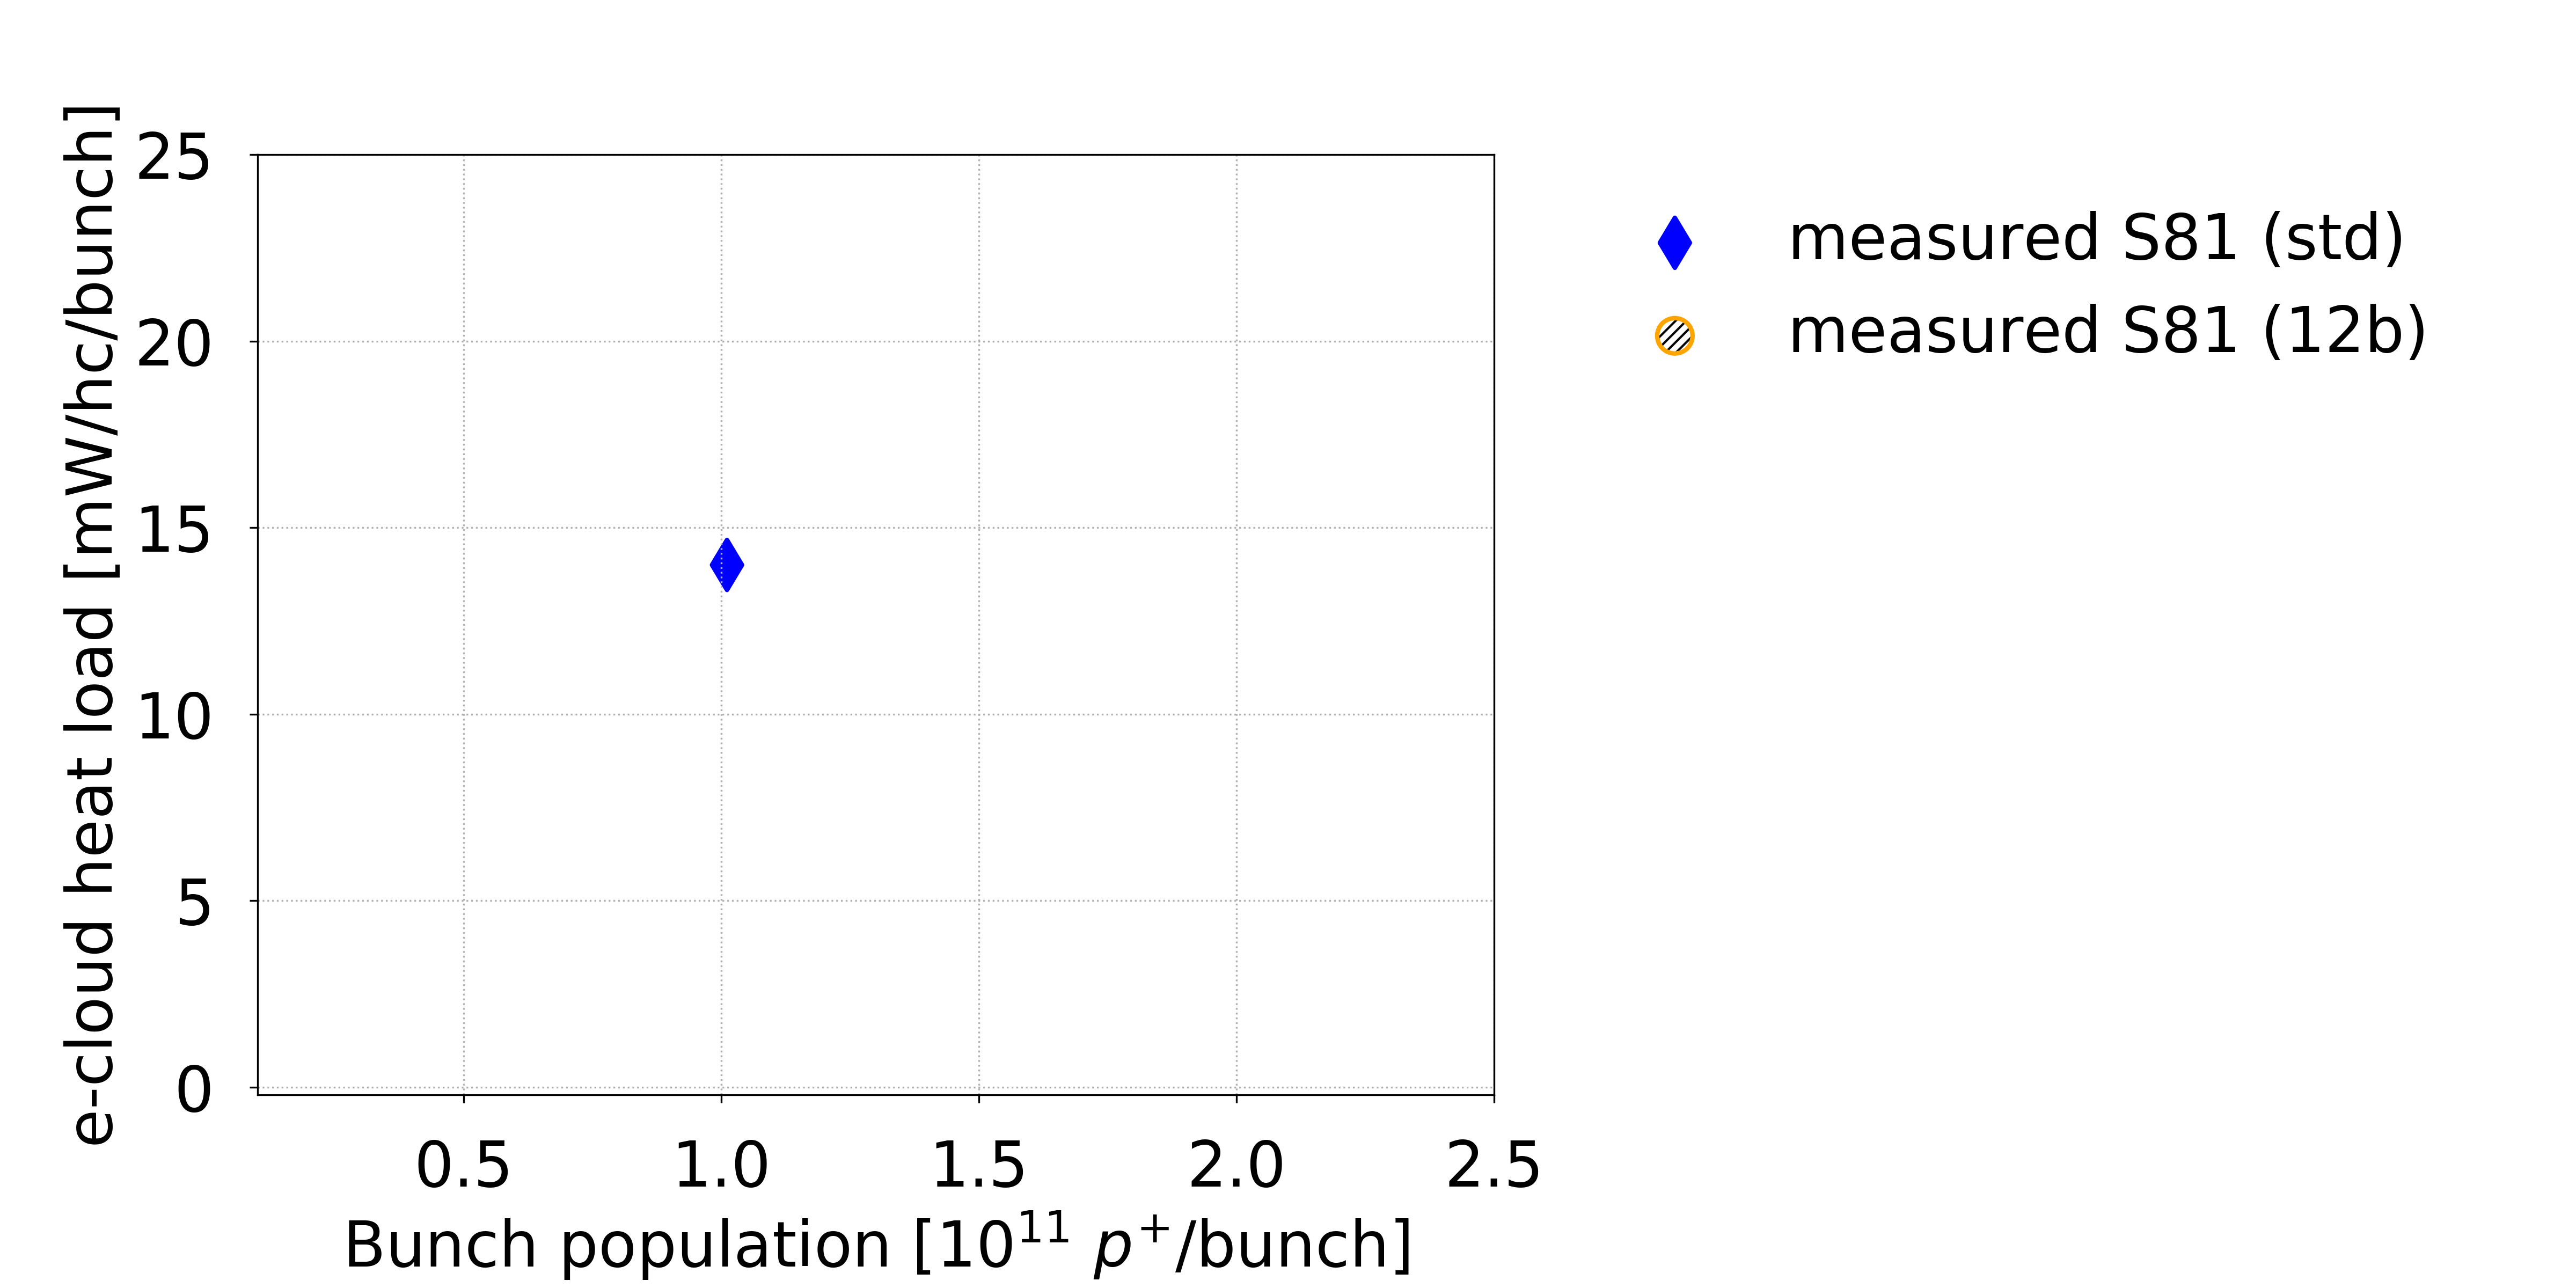 e-cloud heat load [mW/hc/bunch]
25
20
15
10
5
0
0.5 1.0 1.5 2.0 2.5
Bunch population [10¹¹ p⁺/bunch]
measured S81 (std)
measured S81 (12b)